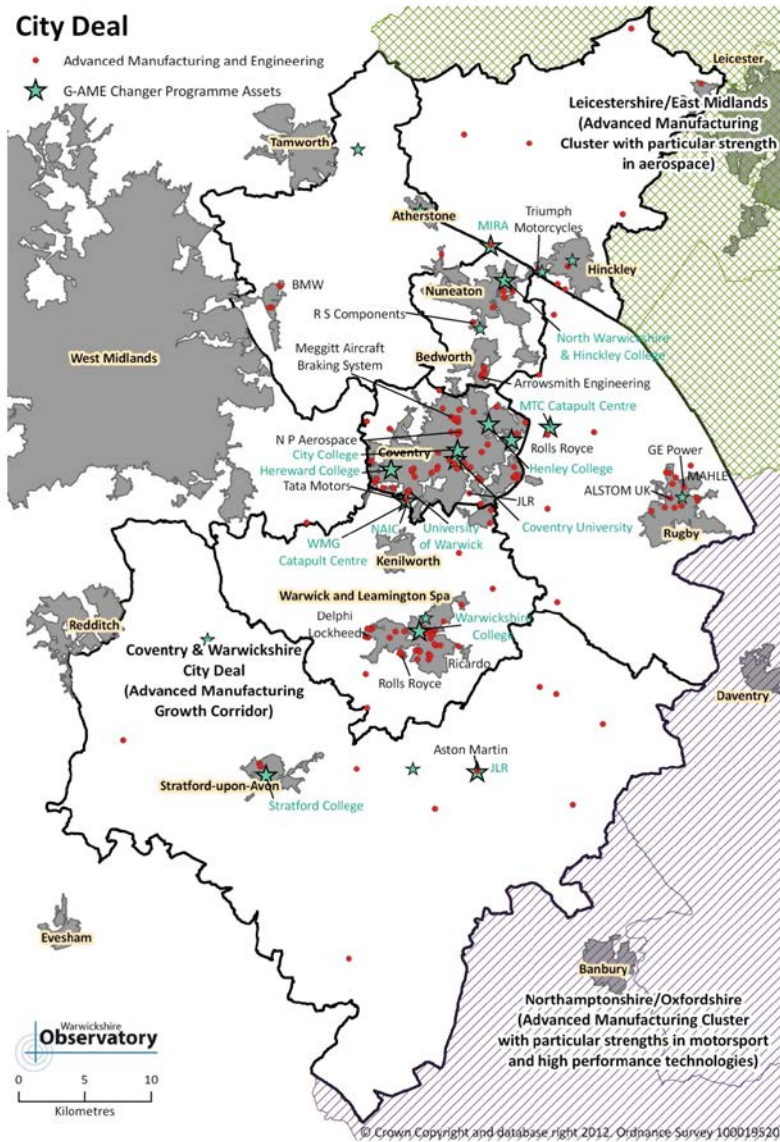 City Deal
Advanced Manufacturing and Engineering
G-AME Changer Programme Assets
Leicester
Leicestershire/East Midlands
(Advanced Manufacturing
Cluster with particular strength
in aerospace)
Tamworth
Atherstone
MIRA
Triumph
Motorcycles
Hinckley
BMW
Nuneaton
R S Components
North Warwickshire
& Hinckley College
West Midlands
Meggitt Aircraft
Braking System
Bedworth
Arrowsmith Engineering
MTC Catapult Centre
N P Aerospace
Rolls Royce
City College
Coventry
GE Power
Hereward College
Henley College
MAHLE
Tata Motors
JLR
ALSTOM UK
NAIC
University
of Warwick
Coventry University
Rugby
WMG
Catapult Centre
Kenilworth
Warwick and Leamington Spa
Redditch
Delphi
Lockheed
Warwickshire
College
Coventry & Warwickshire
City Deal
(Advanced Manufacturing
Growth Corridor)
Ricardo
Rolls Royce
Daventry
Aston Martin
JLR
Stratford-upon-Avon
Stratford College
Evesham
Banbury
Northamptonshire/Oxfordshire
(Advanced Manufacturing Cluster
with particular strengths in motorsport
and high performance technologies)
Warwickshire
Observatory
0 5 10
Kilometres
© Crown Copyright and database right 2012. Ordnance Survey 100019520